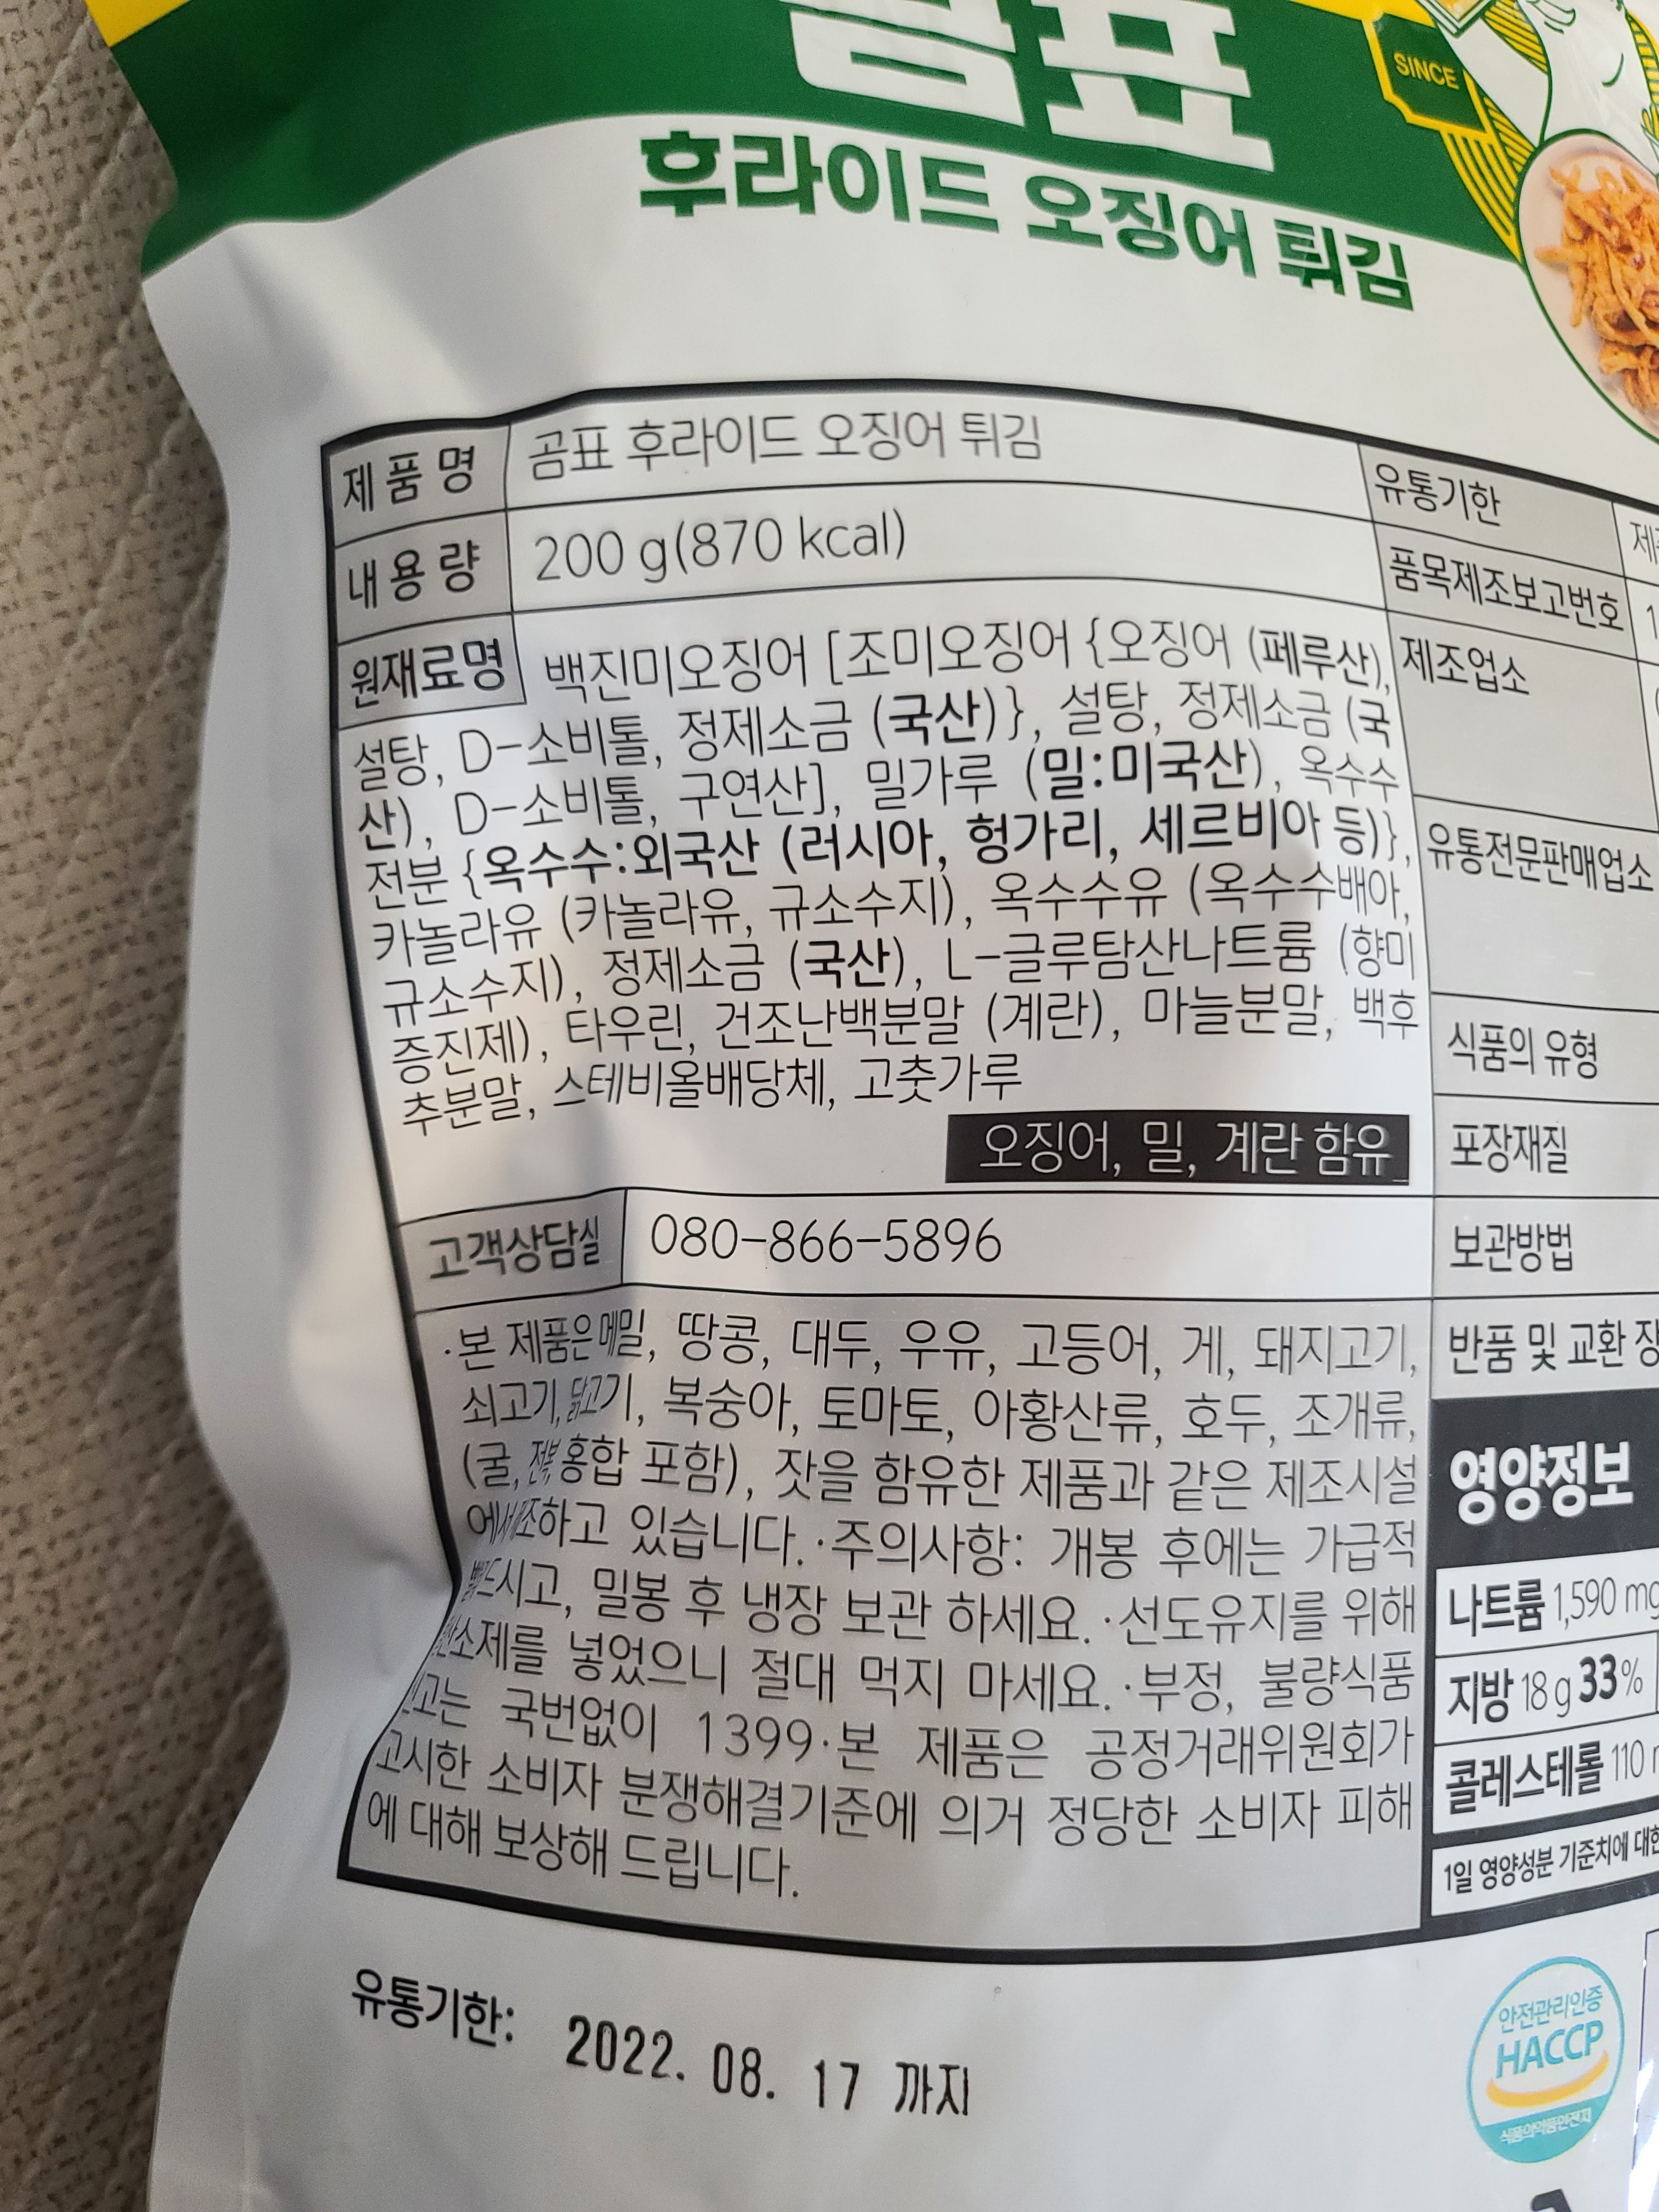 곰표
SINCE
후라이드 오징어 튀김
제 품 명 곰표 후라이드 오징어 튀김
내 용 량 200 g(870 kcal)
원재료명 백진미오징어 [조미오징어 {오징어 (페루산),
설탕, D-소비톨, 정제소금 (국산)}, 설탕, 정제소금 (국
산), D-소비톨, 구연산], 밀가루 (밀:미국산), 옥수수
전분 {옥수수:외국산 (러시아, 헝가리, 세르비아 등)},
카놀라유 (카놀라유, 규소수지), 옥수수유 (옥수수배아,
규소수지), 정제소금 (국산), L-글루탐산나트륨 (향미
증진제), 타우린, 건조난백분말 (계란), 마늘분말, 백후
추분말, 스테비올배당체, 고춧가루
오징어, 밀, 계란 함유
고객상담실 080-866-5896
·본 제품은 메밀, 땅콩, 대두, 우유, 고등어, 게, 돼지고기,
쇠고기, 닭고기, 복숭아, 토마토, 아황산류, 호두, 조개류,
(굴, 전복, 홍합 포함), 잣을 함유한 제품과 같은 제조시설
에서 제조하고 있습니다. ·주의사항: 개봉 후에는 가급적
빨리 드시고, 밀봉 후 냉장 보관 하세요. ·선도유지를 위해
탈산소제를 넣었으니 절대 먹지 마세요. ·부정, 불량식품
신고는 국번없이 1399·본 제품은 공정거래위원회가
고시한 소비자 분쟁해결기준에 의거 정당한 소비자 피해
에 대해 보상해 드립니다.
유통기한
품목제조보고번호 1
제조업소
유통전문판매업소
식품의 유형
포장재질
보관방법
반품 및 교환 장
영양정보
나트륨 1,590 mg
지방 18 g 33%
콜레스테롤 110
1일 영양성분 기준치에 대한
유통기한: 2022. 08. 17 까지
안전관리인증
HACCP